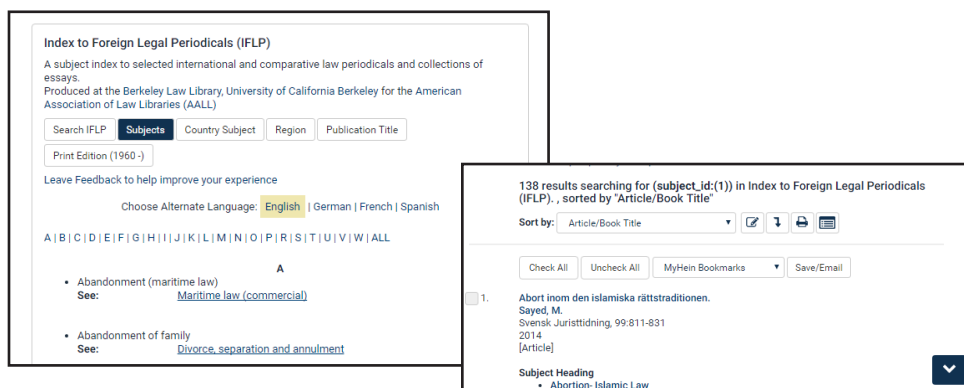 Index to Foreign Legal Periodicals (IFLP)
A subject index to selected international and comparative law periodicals and collections of
essays.
Produced at the Berkeley Law Library, University of California Berkeley for the American
Association of Law Libraries (AALL)
Search IFLP Subjects Country Subject Region Publication Title
Print Edition (1960 -)
Leave Feedback to help improve your experience
Choose Alternate Language: English | German | French | Spanish
A | B | C | D | E | F | G | H | I | J | K | L | M | N | O | P | R | S | T | U | V | W | ALL
A
• Abandonment (maritime law)
See: Maritime law (commercial)
• Abandonment of family
See: Divorce, separation and annulment
138 results searching for (subject_id:(1)) in Index to Foreign Legal Periodicals
(IFLP). , sorted by "Article/Book Title"
Sort by: Article/Book Title
Check All Uncheck All MyHein Bookmarks Save/Email
1. Abort inom den islamiska rättstraditionen.
Sayed, M.
Svensk Juristtidning, 99:811-831
2014
[Article]
Subject Heading
• Abortion- Islamic Law